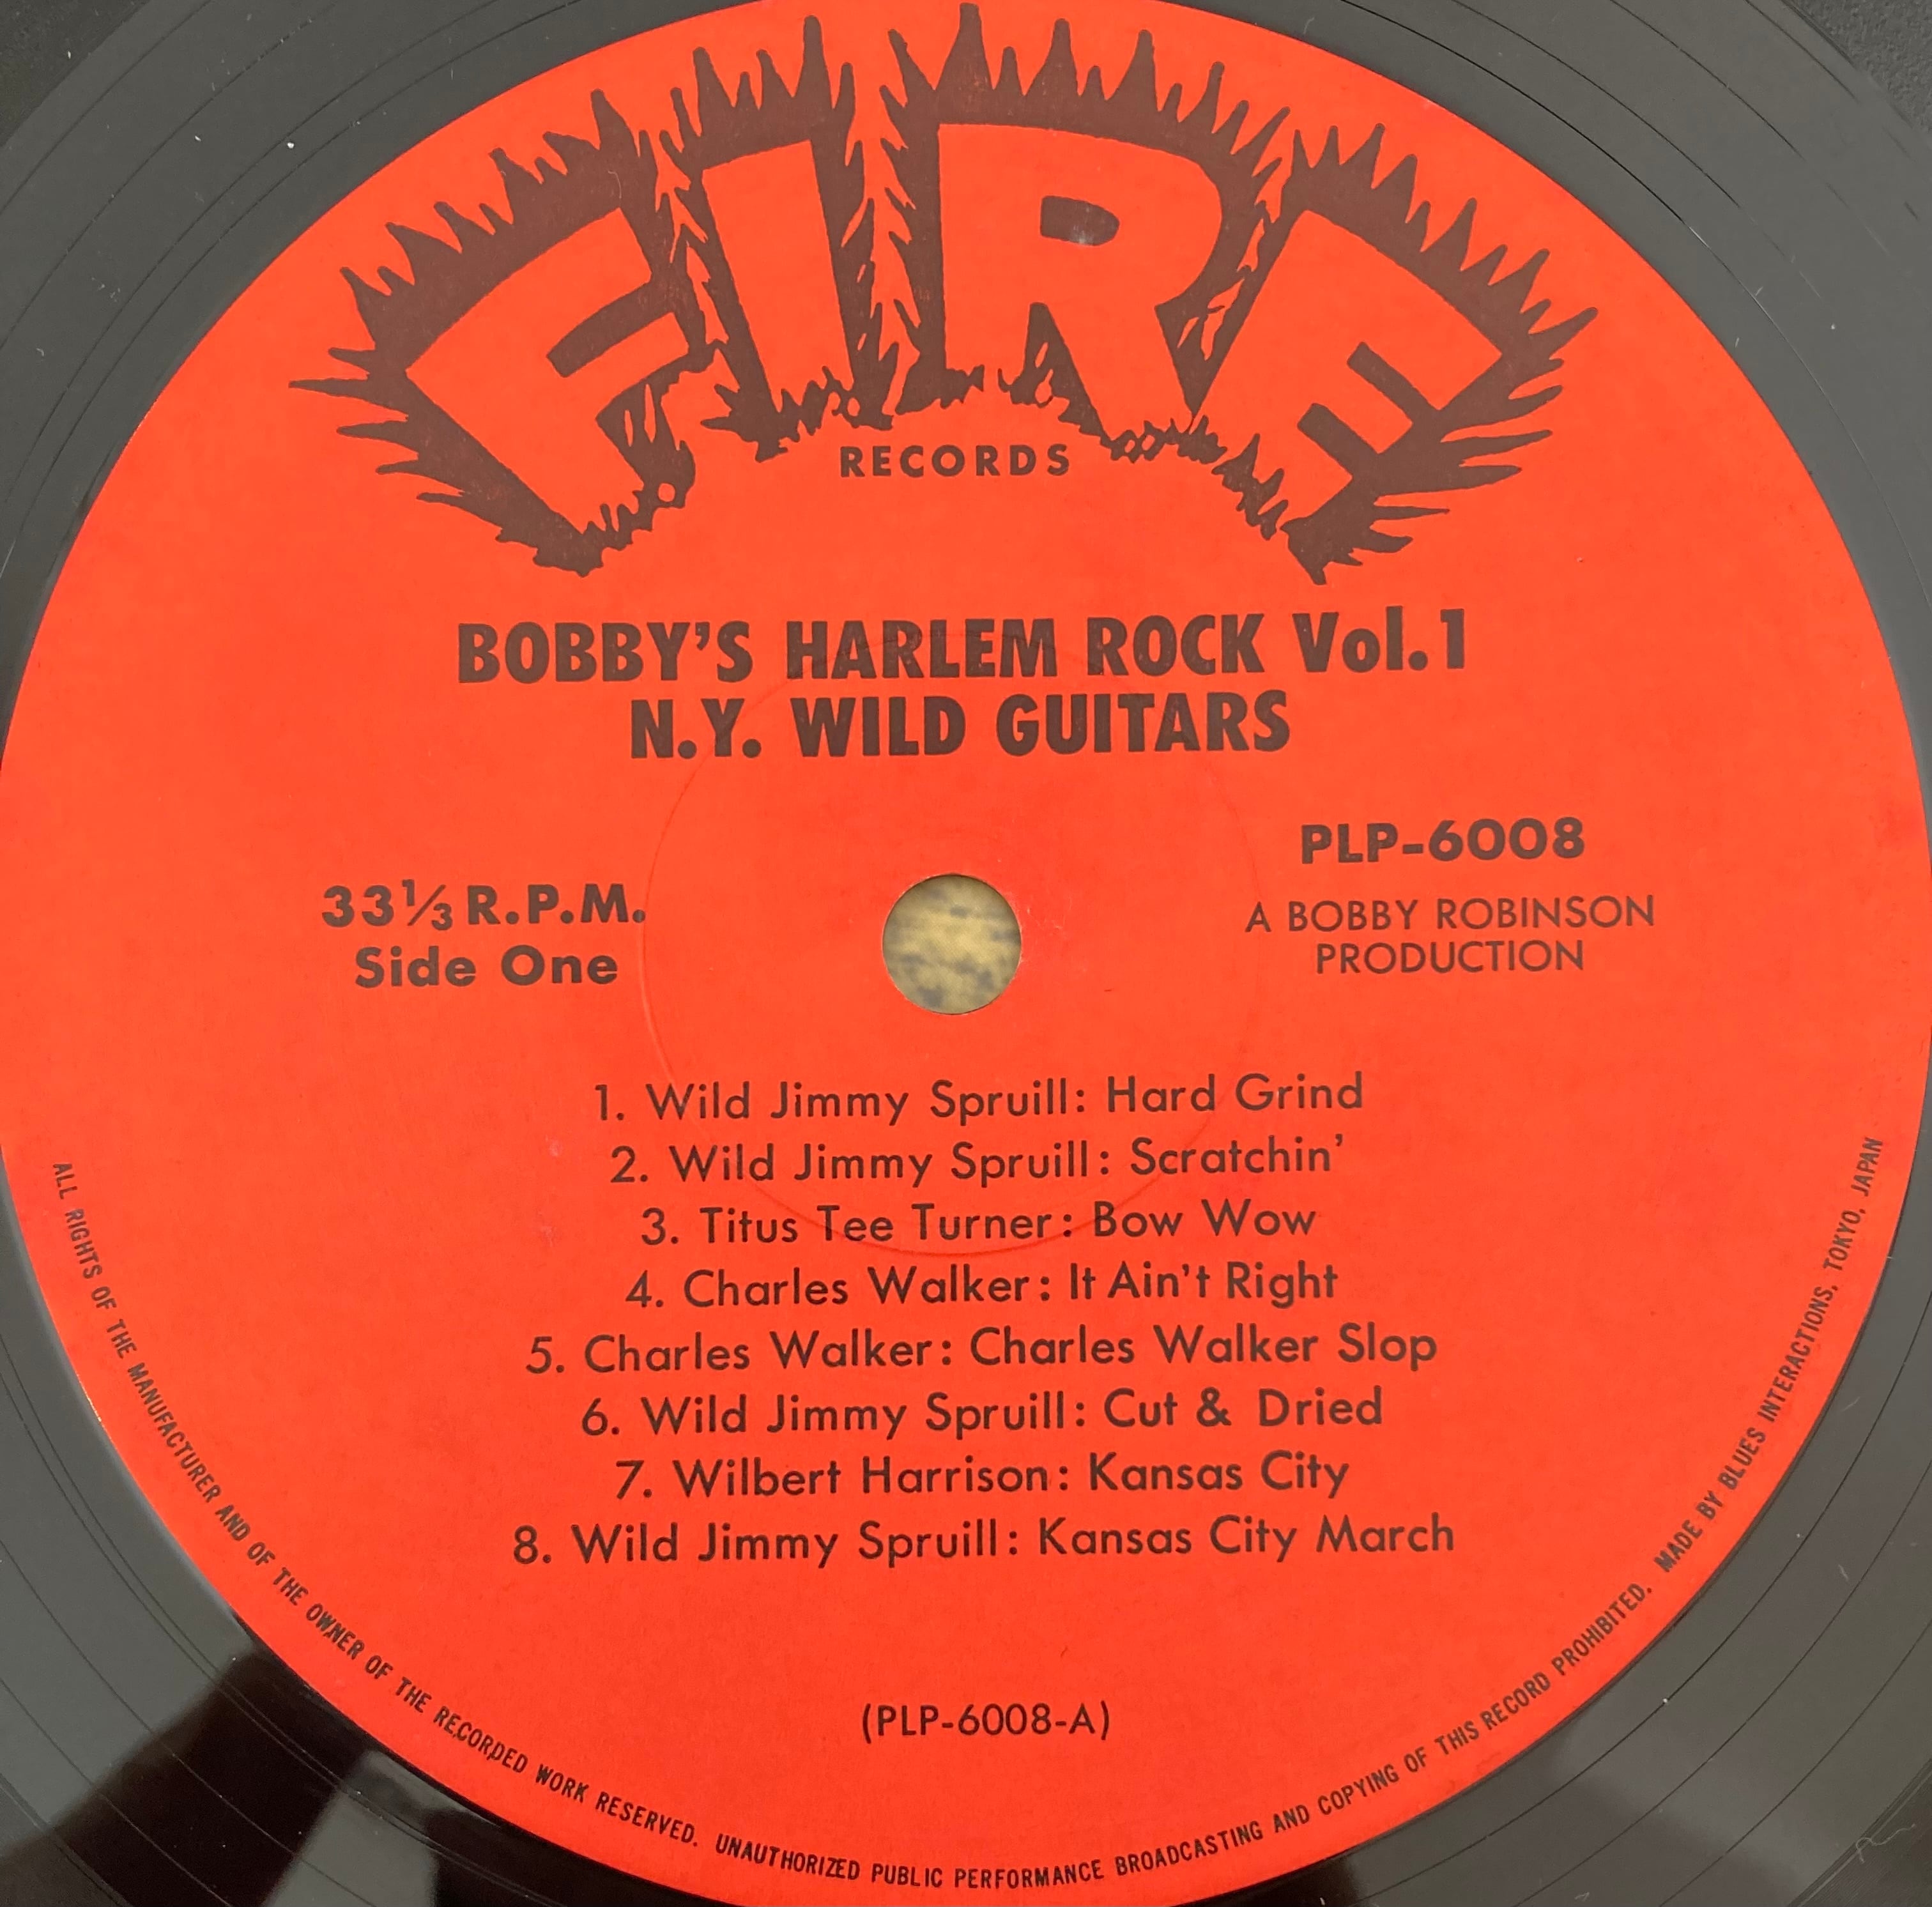 FIRE
RECORDS
BOBBY'S HARLEM ROCK Vol.1
N.Y. WILD GUITARS
33⅓ R.P.M.
Side One
PLP-6008
A BOBBY ROBINSON
PRODUCTION
1. Wild Jimmy Spruill: Hard Grind
2. Wild Jimmy Spruill: Scratchin'
3. Titus Tee Turner: Bow Wow
4. Charles Walker: It Ain't Right
5. Charles Walker: Charles Walker Slop
6. Wild Jimmy Spruill: Cut & Dried
7. Wilbert Harrison: Kansas City
8. Wild Jimmy Spruill: Kansas City March
(PLP-6008-A)
ALL RIGHTS OF THE MANUFACTURER AND OF THE OWNER OF THE RECORDED WORK RESERVED. UNAUTHORIZED PUBLIC PERFORMANCE BROADCASTING AND COPYING OF THIS RECORD PROHIBITED. MADE BY BLUES INTERACTIONS, TOKYO, JAPAN